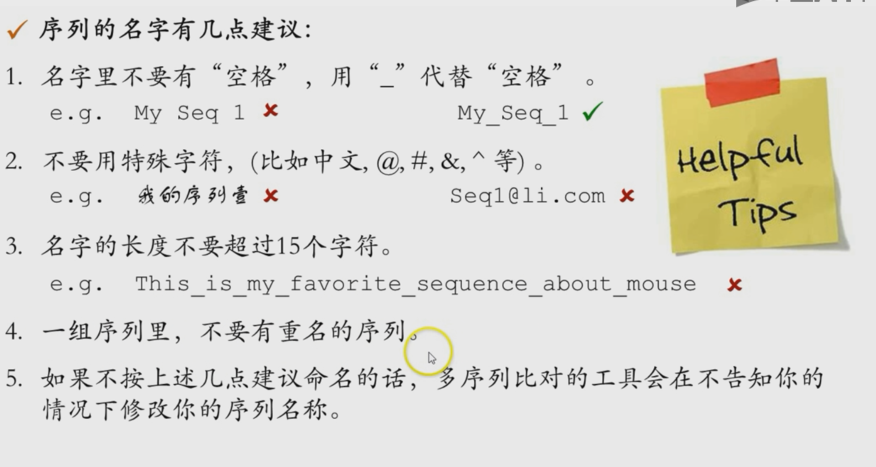 ✓ 序列的名字有几点建议：
1. 名字里不要有“空格”，用“_”代替“空格”。
e.g. My Seq 1 ✘ My_Seq_1 ✓
2. 不要用特殊字符，(比如中文, @, #, &, ^ 等)。
e.g. 我的序列壹 ✘ Seq1@li.com ✘
Helpful
Tips
3. 名字的长度不要超过15个字符。
e.g. This_is_my_favorite_sequence_about_mouse ✘
4. 一组序列里，不要有重名的序列。
5. 如果不按上述几点建议命名的话，多序列比对的工具会在不告知你的
情况下修改你的序列名称。